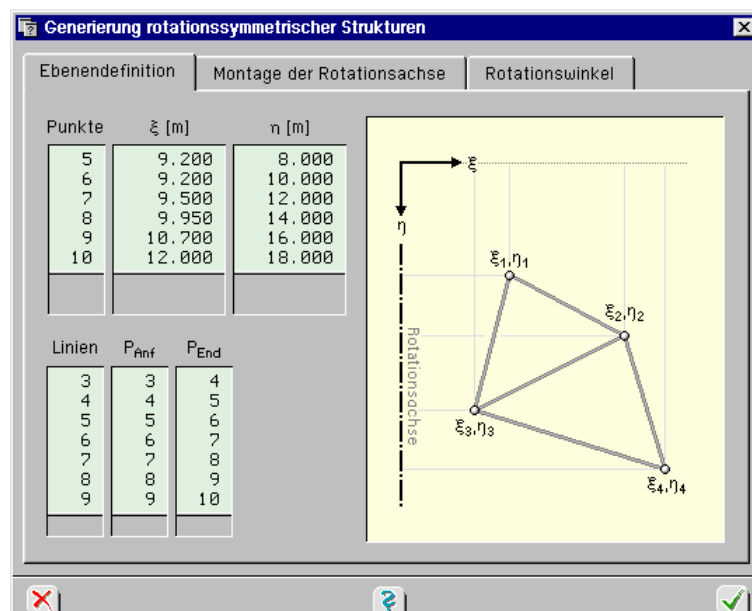 Generierung rotationssymmetrischer Strukturen
Ebenendefinition
Montage der Rotationsachse
Rotationswinkel
Punkte ξ [m] η [m]
5 9.200 8.000
6 9.200 10.000
7 9.500 12.000
8 9.950 14.000
9 10.700 16.000
10 12.000 18.000
Linien PAnf PEnd
3 3 4
4 4 5
5 5 6
6 6 7
7 7 8
8 8 9
9 9 10
ξ
η
ξ1,η1
ξ2,η2
Rotationsachse
ξ3,η3
ξ4,η4